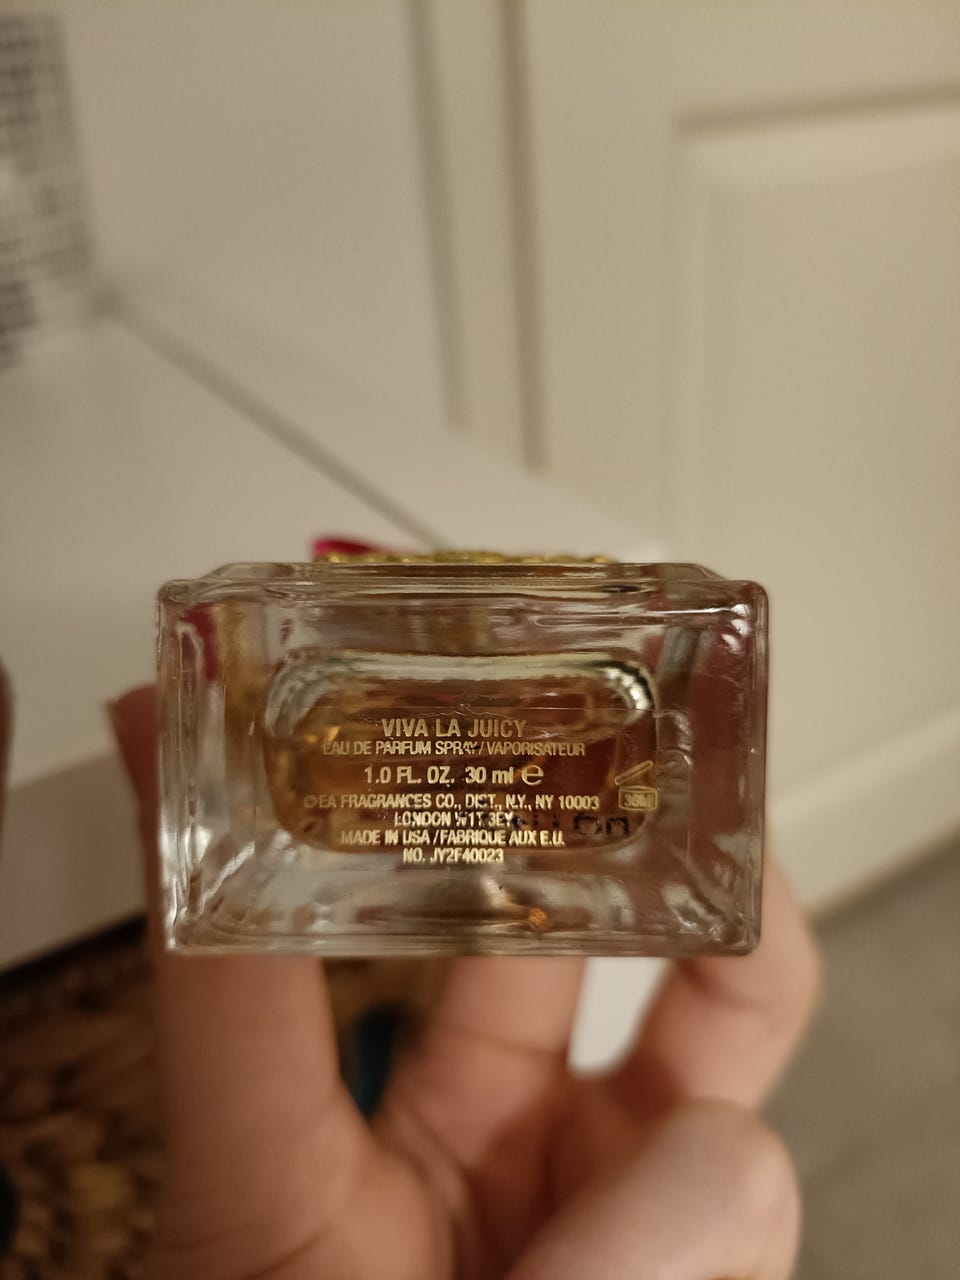 VIVA LA JUICY
EAU DE PARFUM SPRAY / VAPORISATEUR
1.0 FL. OZ. 30 ml ℮
©EA FRAGRANCES CO., DIST., N.Y., NY 10003
LONDON W1T 3EY
MADE IN USA / FABRIQUE AUX E.U.
NO. JY2F40023
36M